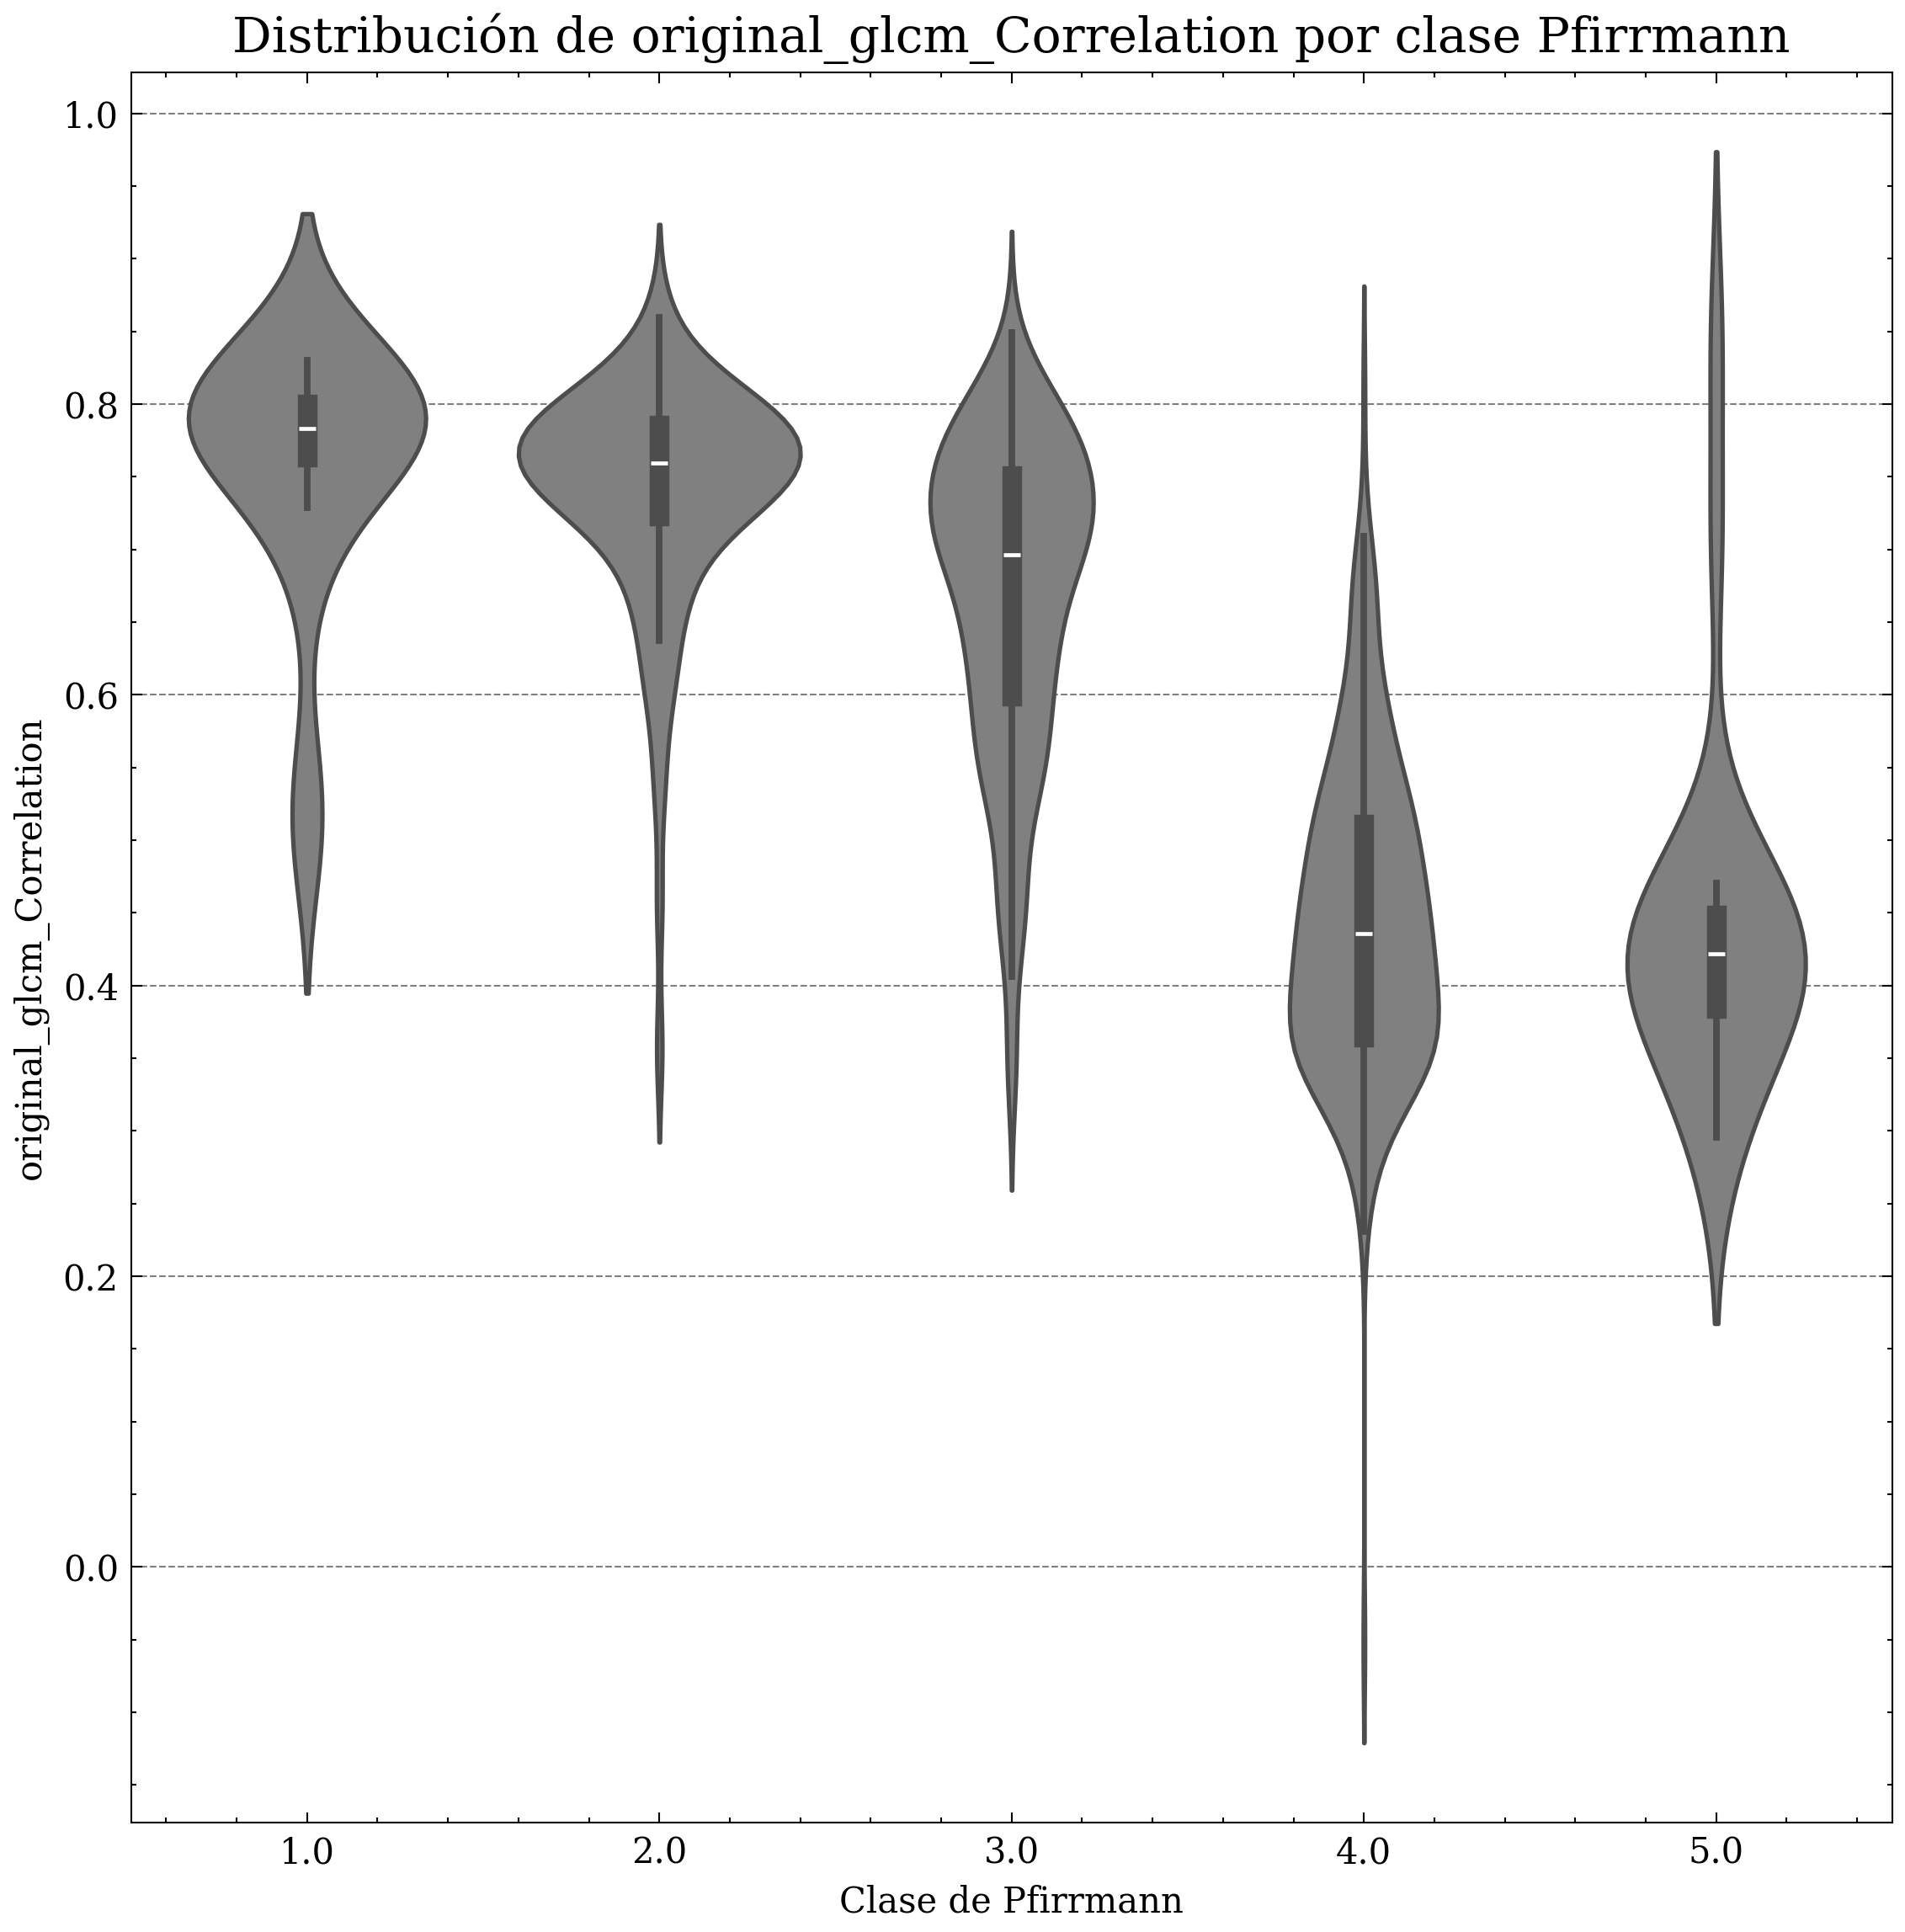 Distribución de original_glcm_Correlation por clase Pfirrmann
original_glcm_Correlation
1.0
0.8
0.6
0.4
0.2
0.0
1.0 2.0 3.0 4.0 5.0
Clase de Pfirrmann